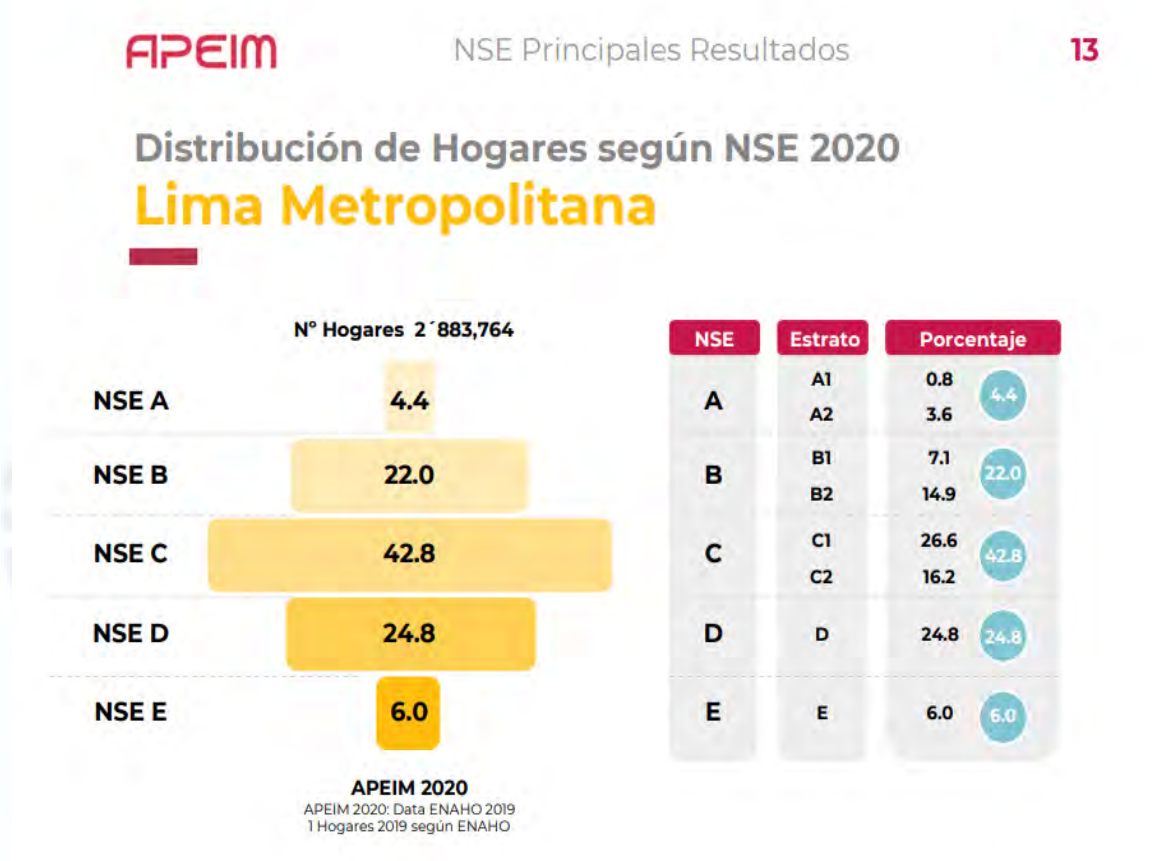 APEIM
NSE Principales Resultados
13
Distribución de Hogares según NSE 2020
Lima Metropolitana
Nº Hogares 2´883,764
NSE A 4.4
NSE B 22.0
NSE C 42.8
NSE D 24.8
NSE E 6.0
APEIM 2020
APEIM 2020: Data ENAHO 2019
1 Hogares 2019 según ENAHO
NSE Estrato Porcentaje
A
A1 0.8
A2 3.6
4.4
B
B1 7.1
B2 14.9
22.0
C
C1 26.6
C2 16.2
42.8
D D 24.8 24.8
E E 6.0 6.0